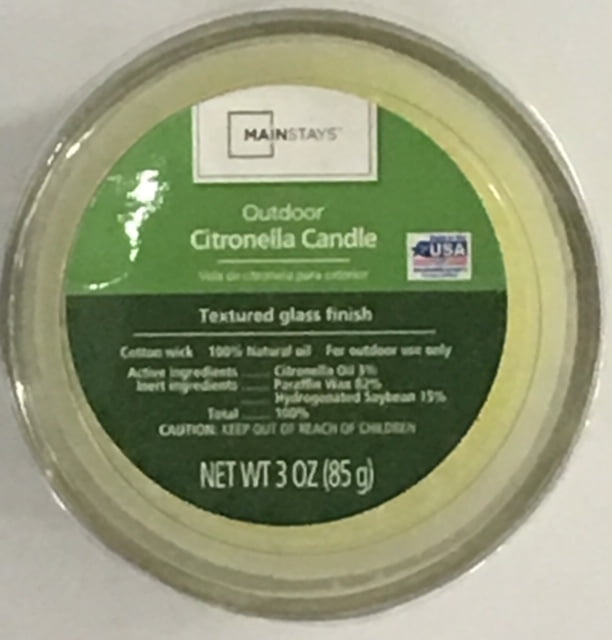 MAINSTAYS™
Outdoor
Citronella Candle
Vela de citronela para exterior
USA
Textured glass finish
Cotton wick 100% Natural oil For outdoor use only
Active ingredients ...... Citronella Oil 3%
Inert ingredients ...... Paraffin Wax 82%
...... Hydrogenated Soybean 15%
Total ...... 100%
CAUTION: KEEP OUT OF REACH OF CHILDREN
NET WT 3 OZ (85 g)